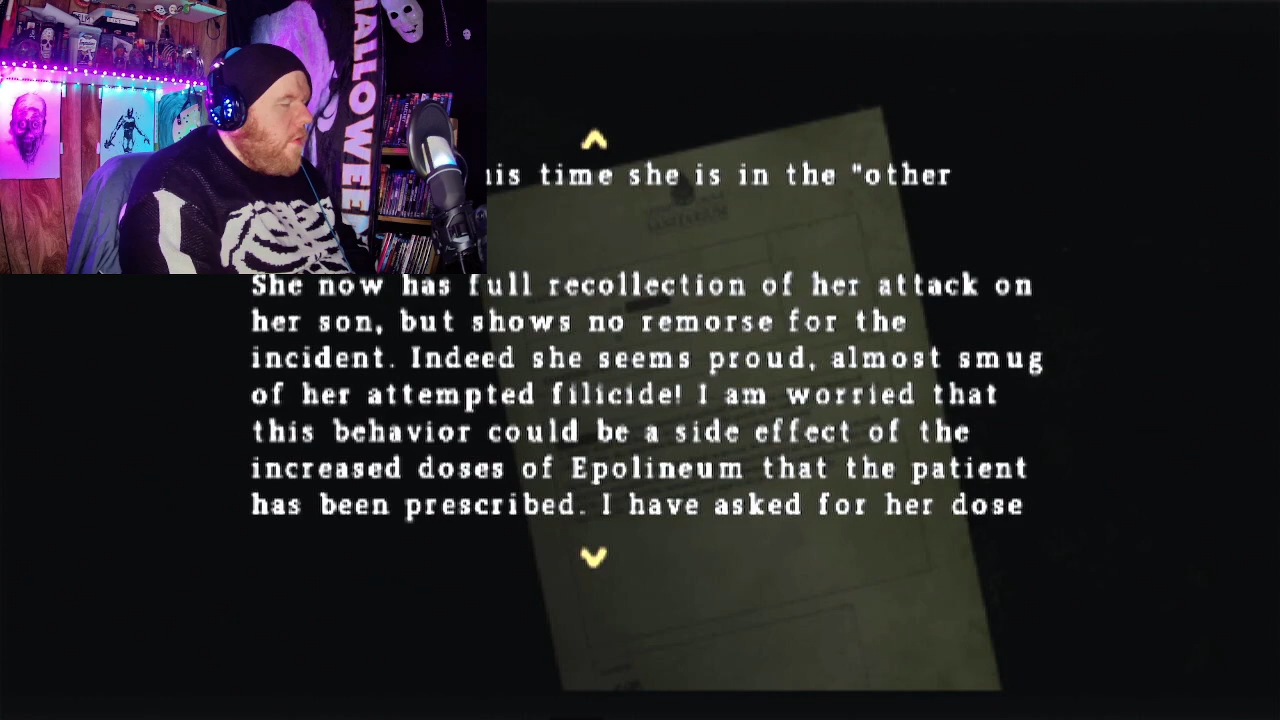 HALLOWEEN
his time she is in the "other
She now has full recollection of her attack on
her son, but shows no remorse for the
incident. Indeed she seems proud, almost smug
of her attempted filicide! I am worried that
this behavior could be a side effect of the
increased doses of Epolineum that the patient
has been prescribed. I have asked for her dose